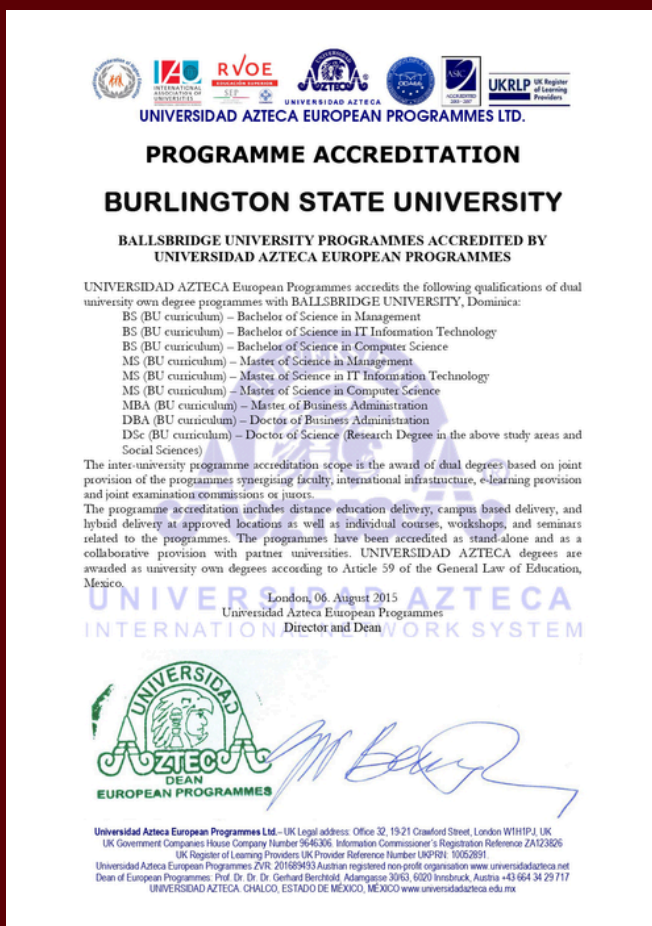 INTERNATIONAL
ASSOCIATION OF
UNIVERSITIES
RVOE
EDUCACIÓN SUPERIOR
SEP
UNIVERSIDAD
AZTECA
UNIVERSIDAD AZTECA
ASIC
ACCREDITED
UKRLP UK Register
of Learning
Providers
UNIVERSIDAD AZTECA EUROPEAN PROGRAMMES LTD.
PROGRAMME ACCREDITATION
BURLINGTON STATE UNIVERSITY
BALLSBRIDGE UNIVERSITY PROGRAMMES ACCREDITED BY
UNIVERSIDAD AZTECA EUROPEAN PROGRAMMES
UNIVERSIDAD AZTECA European Programmes accredits the following qualifications of dual
university own degree programmes with BALLSBRIDGE UNIVERSITY, Dominica:
BS (BU curriculum) – Bachelor of Science in Management
BS (BU curriculum) – Bachelor of Science in IT Information Technology
BS (BU curriculum) – Bachelor of Science in Computer Science
MS (BU curriculum) – Master of Science in Management
MS (BU curriculum) – Master of Science in IT Information Technology
MS (BU curriculum) – Master of Science in Computer Science
MBA (BU curriculum) – Master of Business Administration
DBA (BU curriculum) – Doctor of Business Administration
DSc (BU curriculum) – Doctor of Science (Research Degree in the above study areas and
Social Sciences)
The inter-university programme accreditation scope is the award of dual degrees based on joint
provision of the programmes synergising faculty, international infrastructure, e-learning provision
and joint examination commissions or jurors.
The programme accreditation includes distance education delivery, campus based delivery, and
hybrid delivery at approved locations as well as individual courses, workshops, and seminars
related to the programmes. The programmes have been accredited as stand-alone and as a
collaborative provision with partner universities. UNIVERSIDAD AZTECA degrees are
awarded as university own degrees according to Article 59 of the General Law of Education,
Mexico.
London, 06. August 2015
Universidad Azteca European Programmes
Director and Dean
UNIVERSIDAD AZTECA
INTERNATIONAL NETWORK SYSTEM
UNIVERSIDAD
AZTECA
DEAN
EUROPEAN PROGRAMMES
Universidad Azteca European Programmes Ltd.– UK Legal address: Office 32, 19-21 Crawford Street, London W1H1PJ, UK
UK Government Companies House Company Number 9646306. Information Commissioner's Registration Reference ZA123826
UK Register of Learning Providers UK Provider Reference Number UKPRN: 10052891.
Universidad Azteca European Programmes ZVR: 201689493 Austrian registered non-profit organisation www.universidadazteca.net
Dean of European Programmes: Prof. Dr. Dr. Dr. Gerhard Berchtold, Adamgasse 30/63, 6020 Innsbruck, Austria +43 664 34 29 717
UNIVERSIDAD AZTECA. CHALCO, ESTADO DE MÉXICO, MÉXICO www.universidadazteca.edu.mx